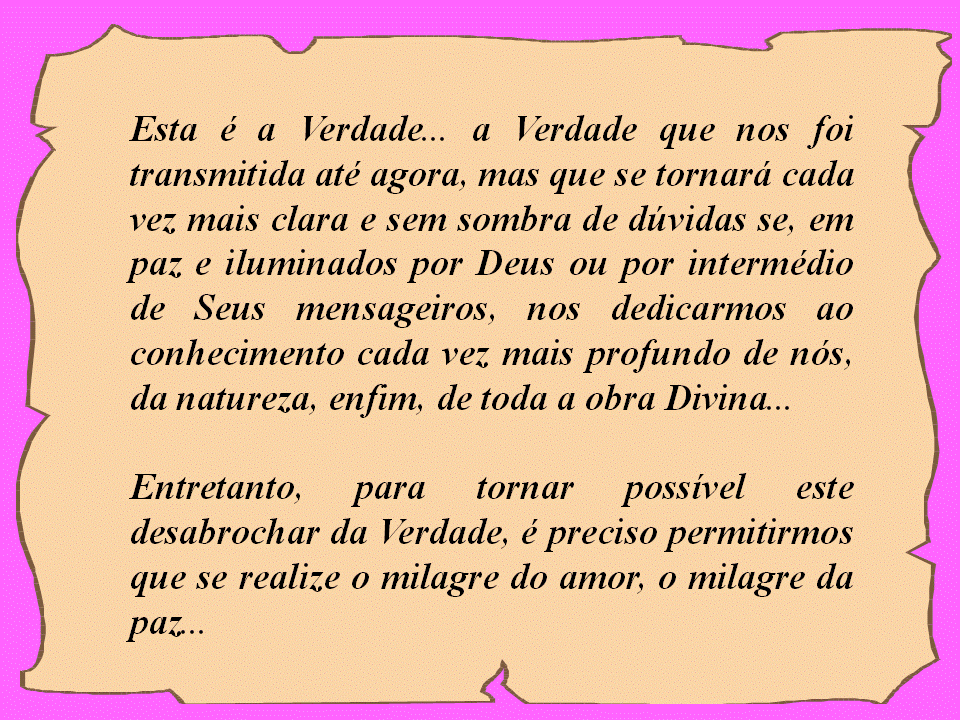 Esta é a Verdade... a Verdade que nos foi
transmitida até agora, mas que se tornará cada
vez mais clara e sem sombra de dúvidas se, em
paz e iluminados por Deus ou por intermédio
de Seus mensageiros, nos dedicarmos ao
conhecimento cada vez mais profundo de nós,
da natureza, enfim, de toda a obra Divina...
Entretanto, para tornar possível este
desabrochar da Verdade, é preciso permitirmos
que se realize o milagre do amor, o milagre da
paz...